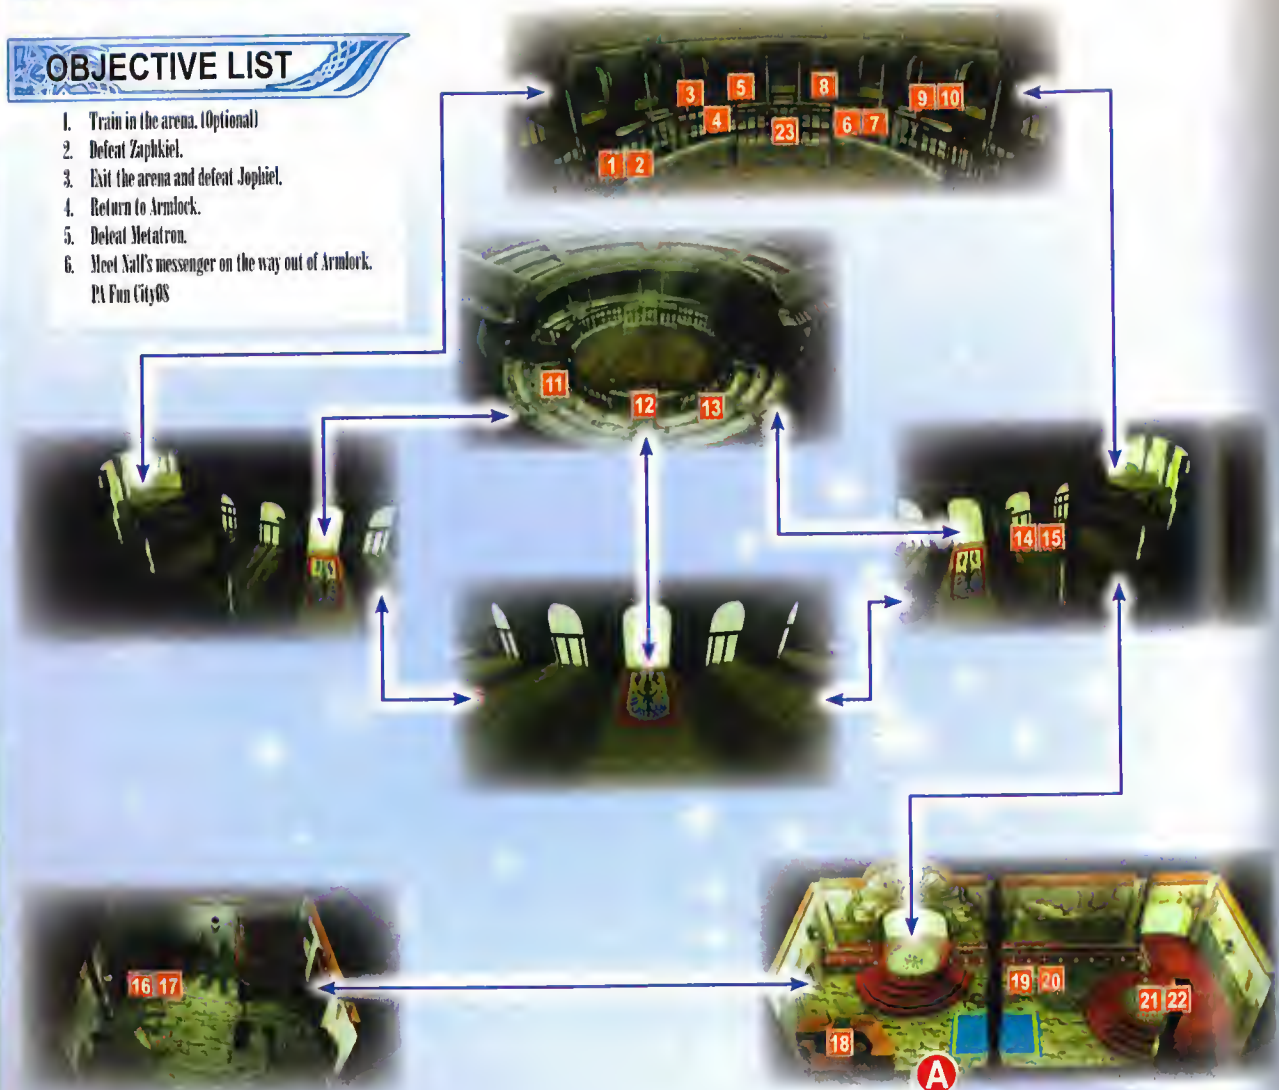 OBJECTIVE LIST
1. Train in the arena. (Optional)
2. Defeat Zaphkiel.
3. Exit the arena and defeat Jophiel.
4. Return to Armlock.
5. Defeat Metatron.
6. Meet Nall's messenger on the way out of Armlock.
PA Fun City08
3 5 8 9 10
4 23 6 7
1 2
11 12 13
14 15
16 17 19 20
21 22
18
A